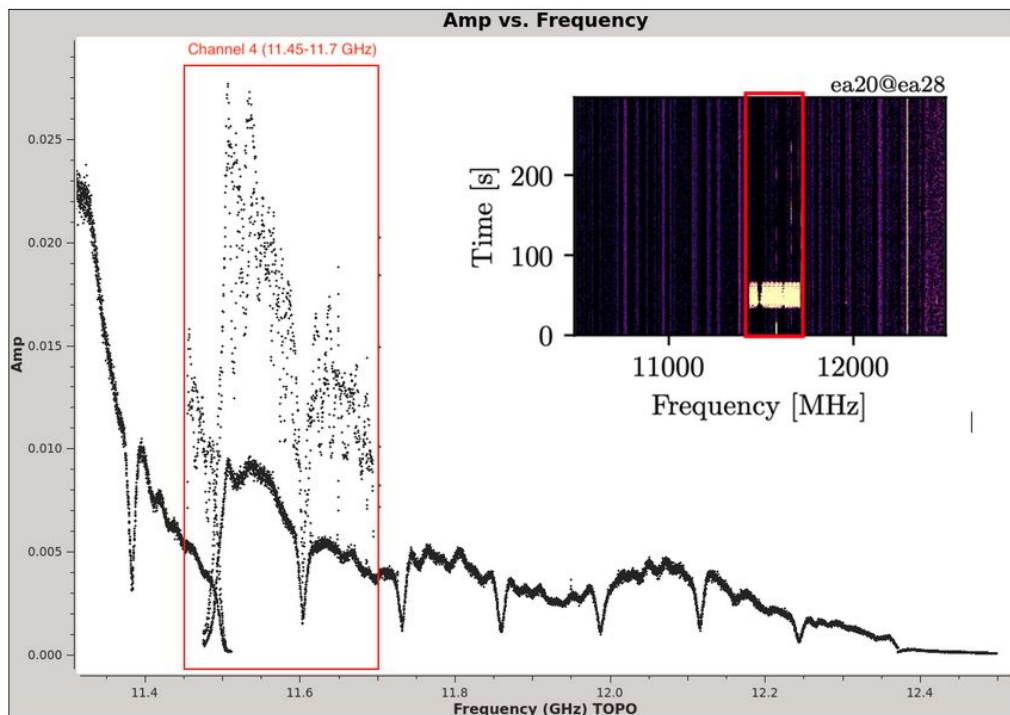 Amp vs. Frequency
Channel 4 (11.45-11.7 GHz)
ea20@ea28
Time [s]
200
100
0
11000
12000
Frequency [MHz]
Amp
0.025
0.020
0.015
0.010
0.005
0.000
11.4
11.6
11.8
12.0
12.2
12.4
Frequency (GHz) TOPO